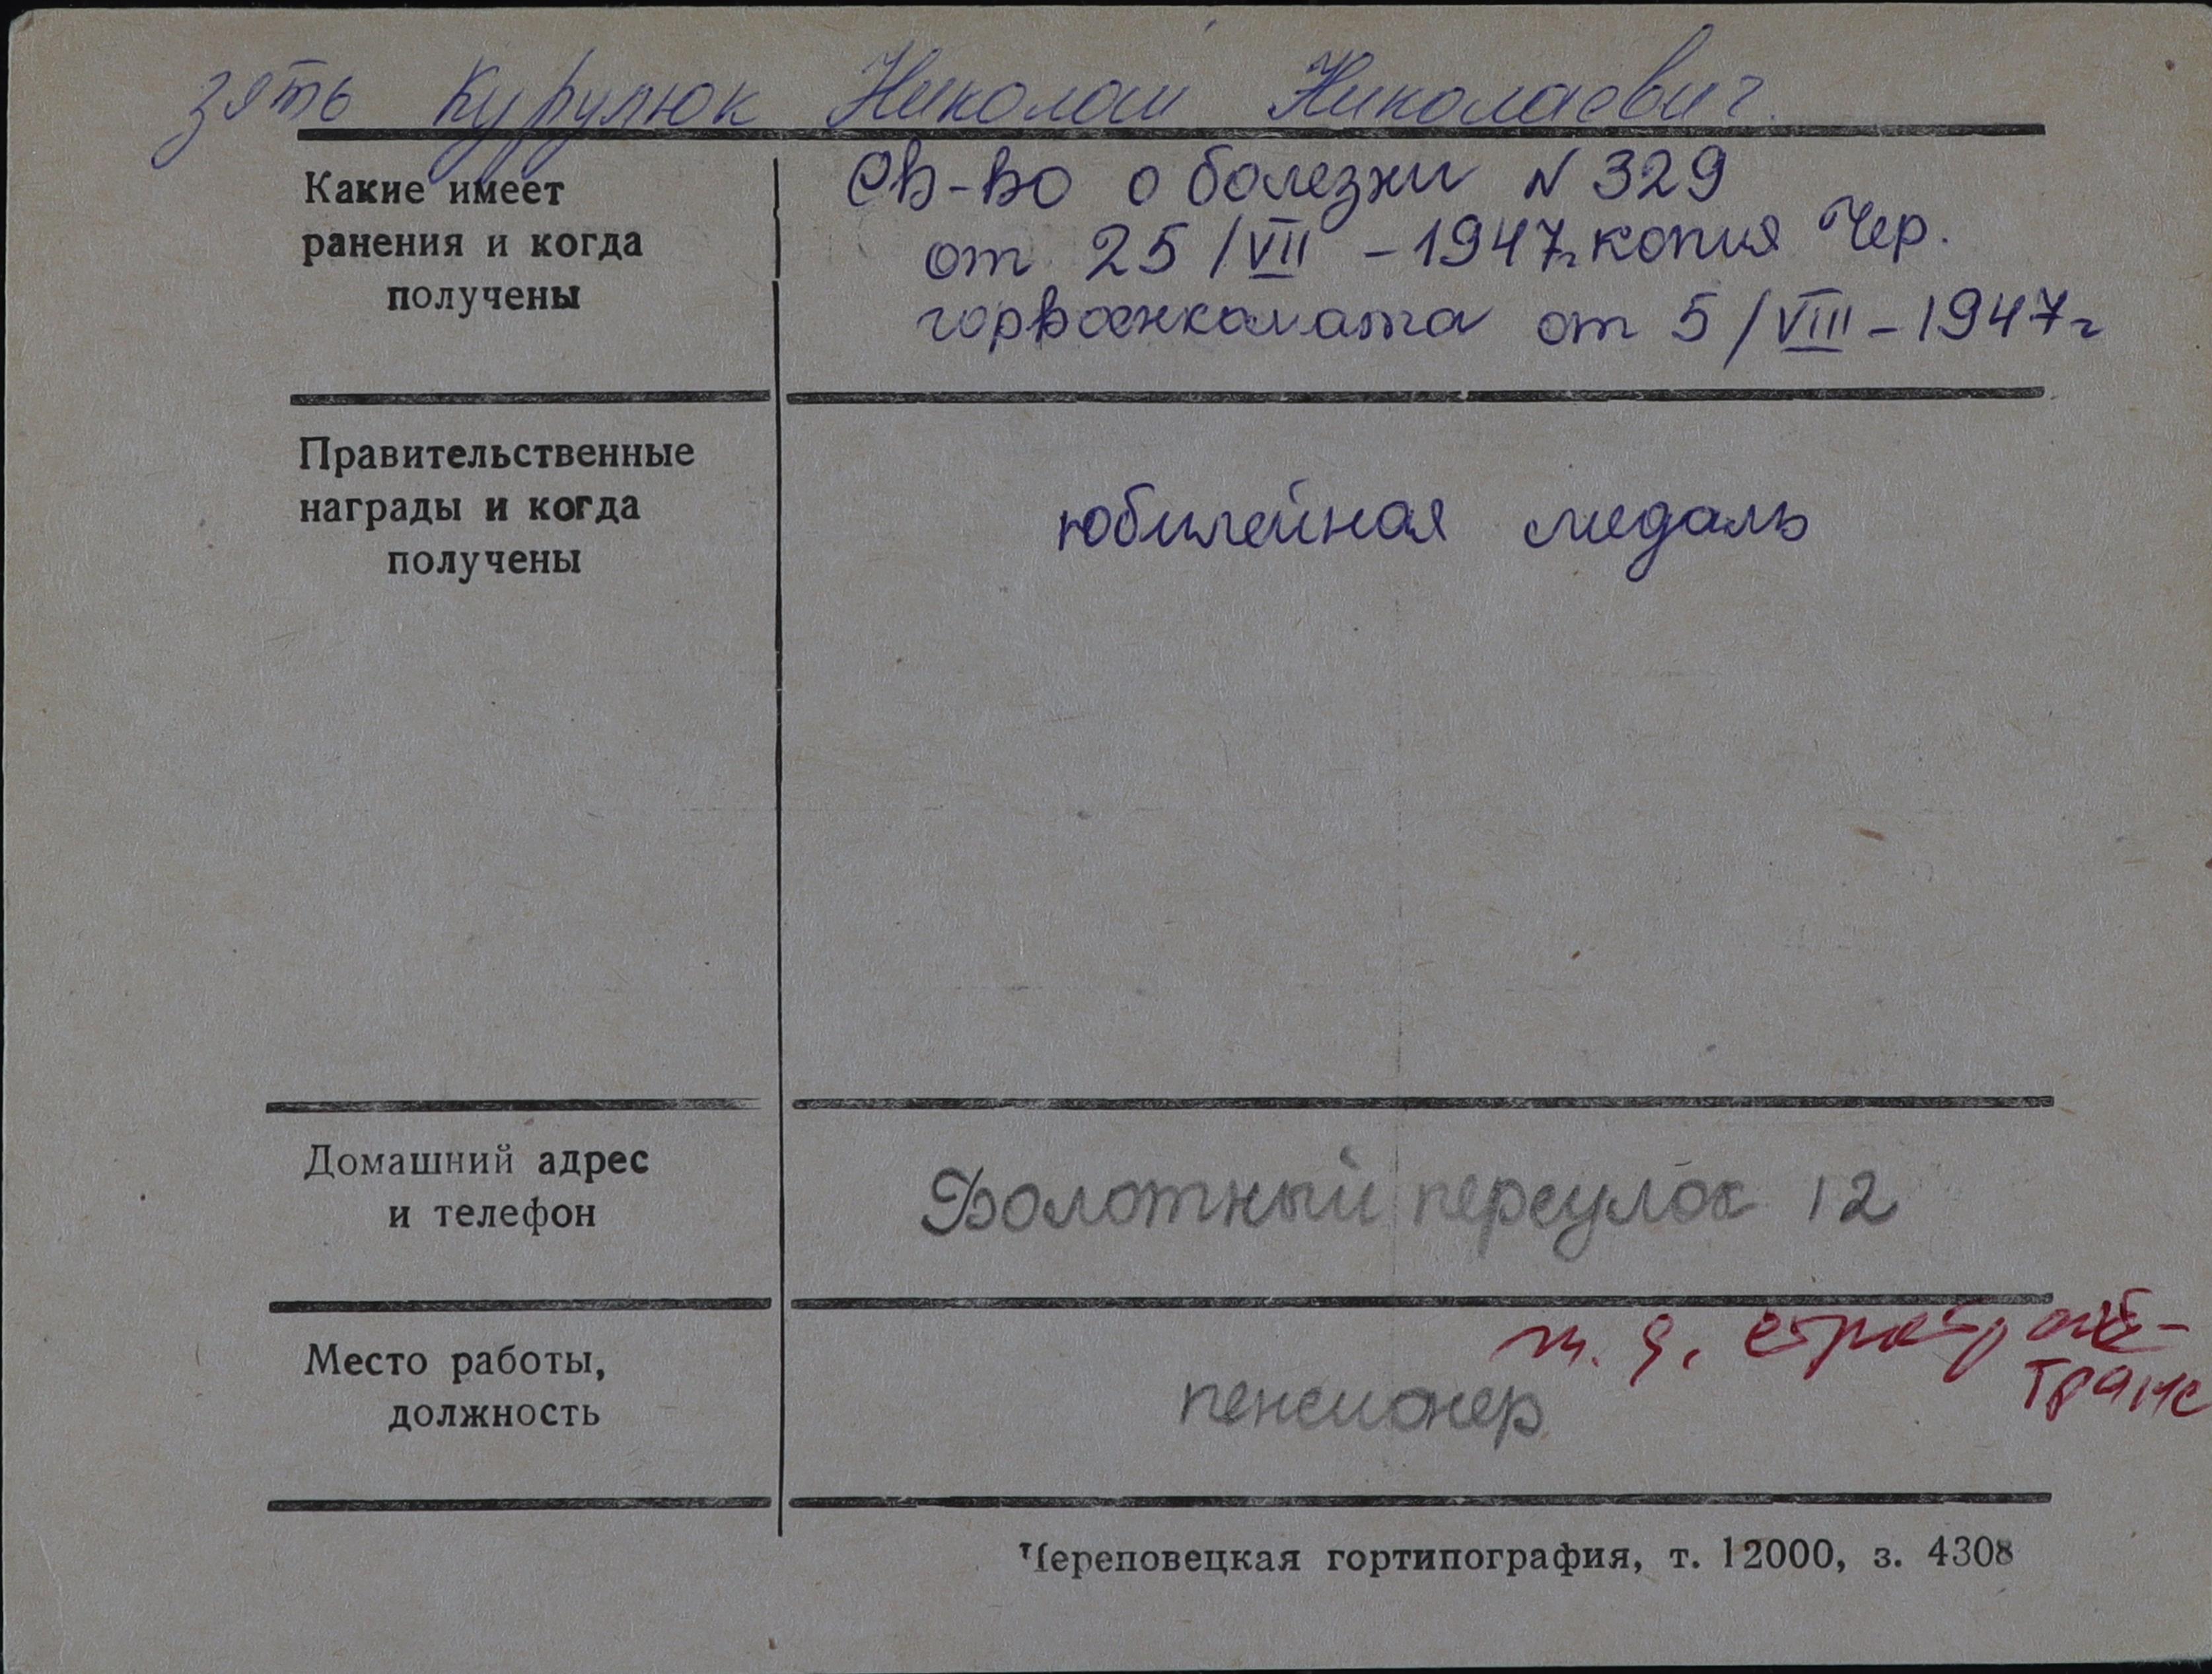 зять Курулюк Николай Николаевич.
Какие имеет
ранения и когда
получены
Св-во о болезни N 329
от 25/VII - 1947г. копия Чер.
горвоенкомата от 5/VIII - 1947г
Правительственные
награды и когда
получены
юбилейная медаль
Домашний адрес
и телефон
Болотный переулок 12
Место работы,
должность
т. д.
транс
пенсионер
Череповецкая гортипография, т. 12000, з. 4308